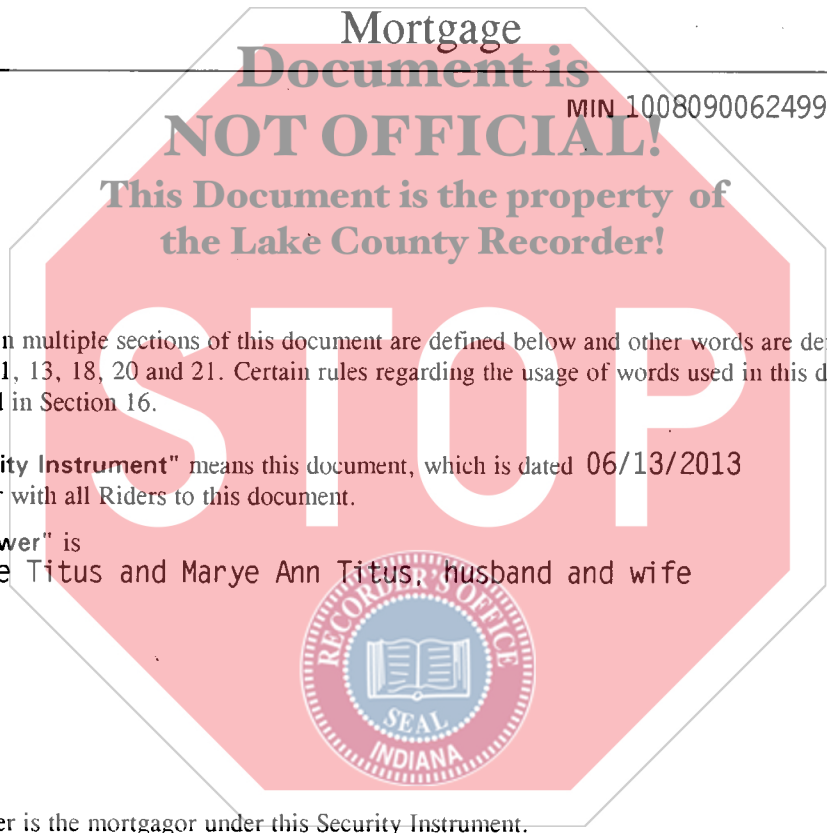 Mortgage
Document is
MIN 1008090062499
NOT OFFICIAL!
This Document is the property of
the Lake County Recorder!
STOP
n multiple sections of this document are defined below and other words are de
1, 13, 18, 20 and 21. Certain rules regarding the usage of words used in this d
in Section 16.
ity Instrument" means this document, which is dated 06/13/2013
with all Riders to this document.
wer" is
e Titus and Marye Ann Titus, husband and wife
RECORDER'S OFFICE
SEAL
INDIANA
er is the mortgagor under this Security Instrument.